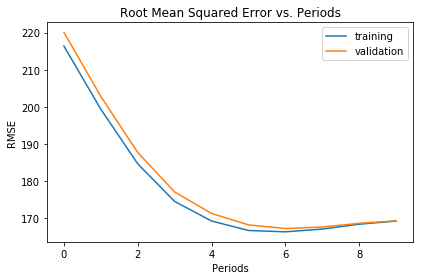 Root Mean Squared Error vs. Periods
training
validation
220
210
200
190
180
170
RMSE
0
2
4
6
8
Periods